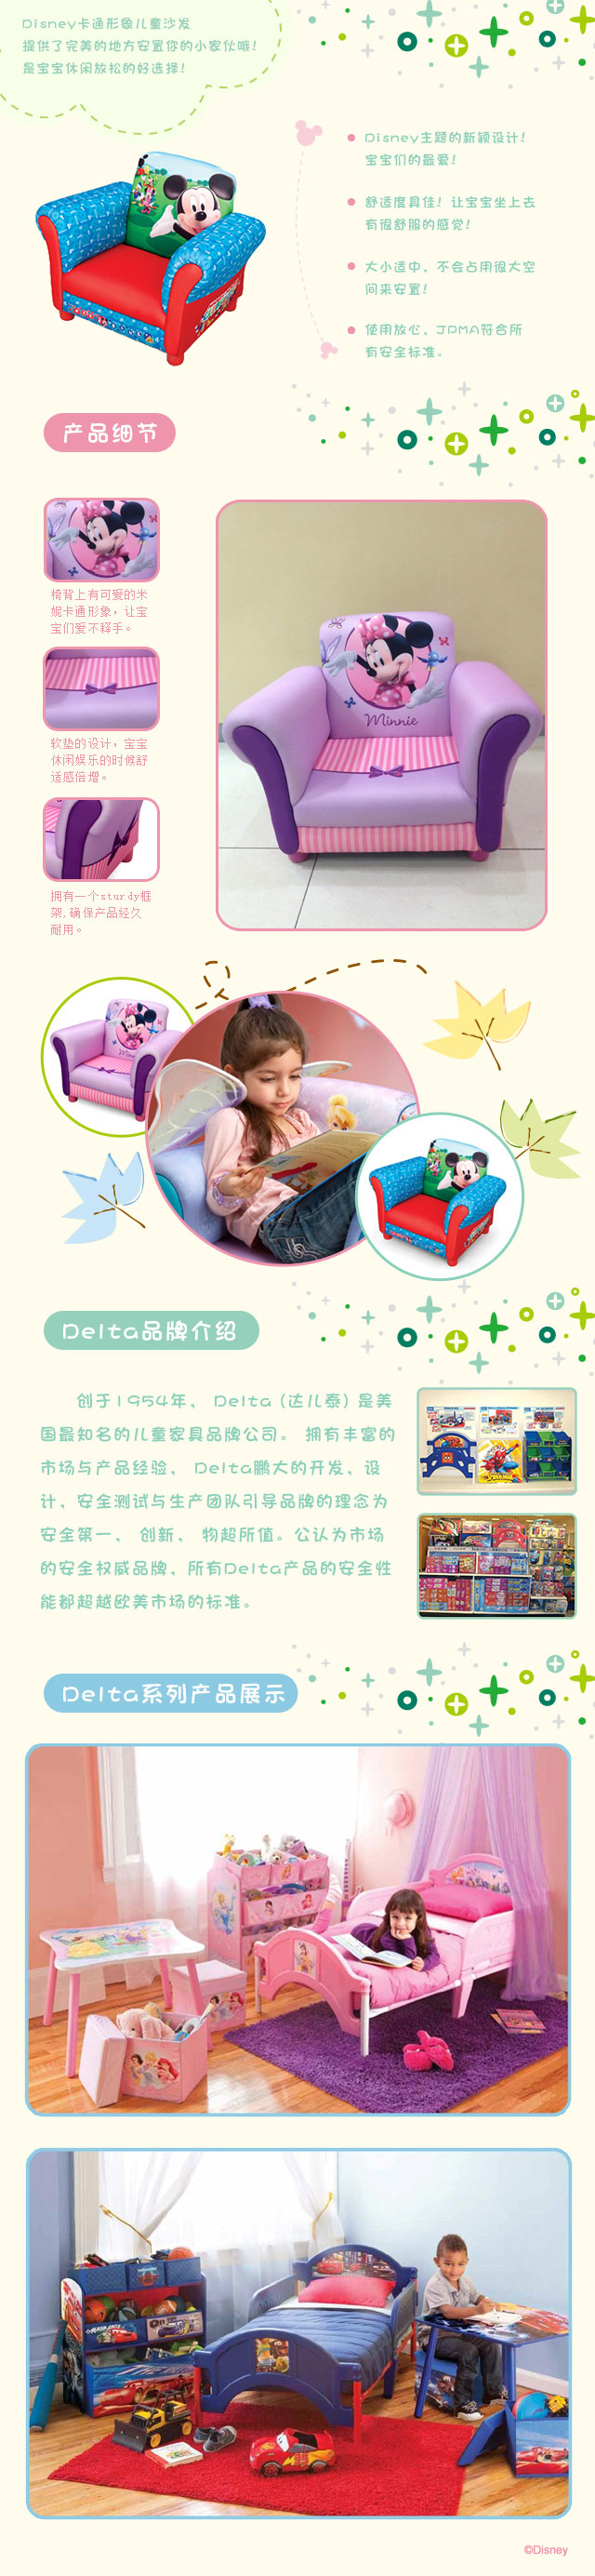 Disney卡通形象儿童沙发
提供了完美的地方安置你的小家伙哦!
是宝宝休闲放松的好选择!
Disney主题的新颖设计!
宝宝们的最爱!
舒适度具佳! 让宝宝坐上去
有很舒服的感觉!
大小适中、不会占用很大空
间来安置!
使用放心、JPMA符合所
有安全标准。
产品细节
椅背上有可爱的米
妮卡通形象，让宝
宝们爱不释手。
软垫的设计，宝宝
休闲娱乐的时候舒
适感倍增。
拥有一个sturdy框
架,确保产品经久
耐用。
Minnie
Delta品牌介绍
创于1954年、 Delta (达儿泰) 是美
国最知名的儿童家具品牌公司。 拥有丰富的
市场与产品经验、 Delta鹏大的开发、设
计、安全测试与生产团队引导品牌的理念为
安全第一、 创新、 物超所值。公认为市场
的安全权威品牌、所有Delta产品的安全性
能都超越欧美市场的标准。
Delta系列产品展示
©Disney